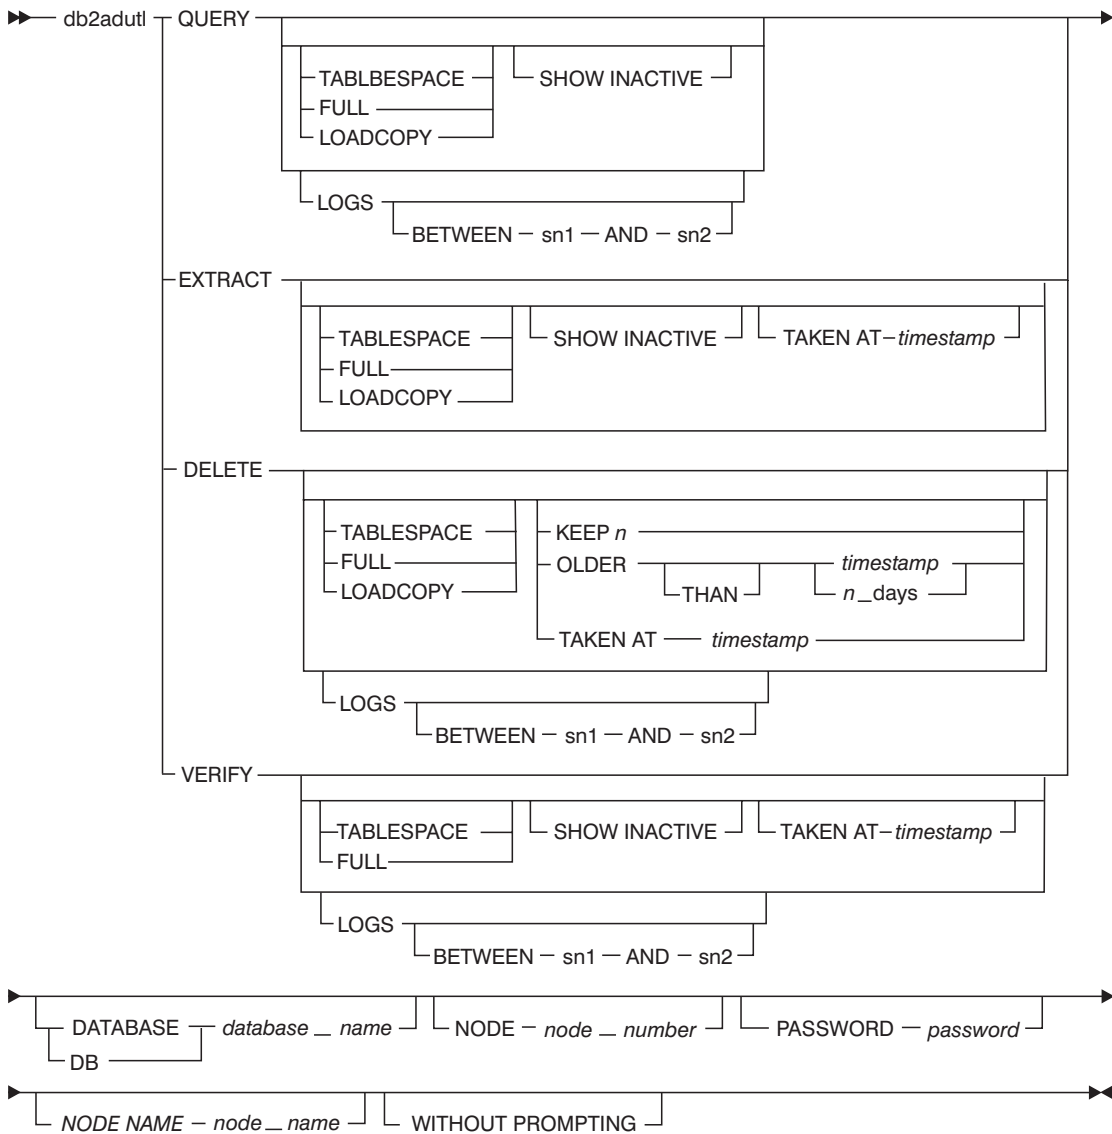 db2adutl QUERY
TABLBESPACE SHOW INACTIVE
FULL
LOADCOPY
LOGS
BETWEEN sn1 AND sn2
EXTRACT
TABLESPACE SHOW INACTIVE TAKEN AT timestamp
FULL
LOADCOPY
DELETE
TABLESPACE KEEP n
FULL OLDER timestamp
LOADCOPY THAN n_days
TAKEN AT timestamp
LOGS
BETWEEN sn1 AND sn2
VERIFY
TABLESPACE SHOW INACTIVE TAKEN AT timestamp
FULL
LOGS
BETWEEN sn1 AND sn2
DATABASE database_name NODE node_number PASSWORD password
DB
NODE NAME node_name WITHOUT PROMPTING